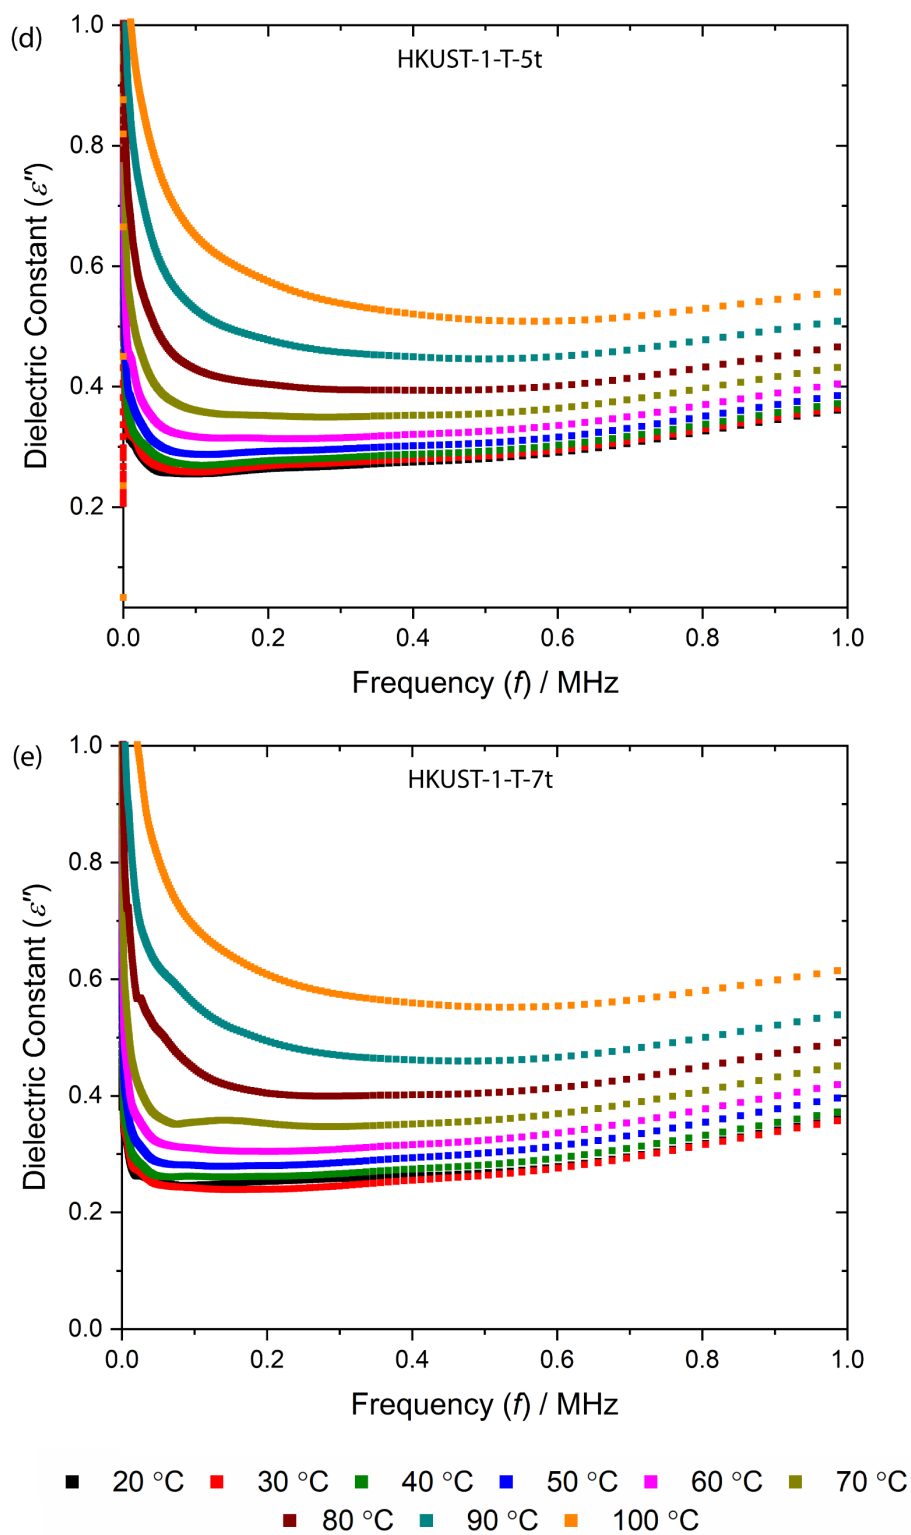 (d)
HKUST-1-T-5t
Dielectric Constant (ε″)
1.0
0.8
0.6
0.4
0.2
0.0 0.2 0.4 0.6 0.8 1.0
Frequency (f) / MHz
(e)
HKUST-1-T-7t
Dielectric Constant (ε″)
1.0
0.8
0.6
0.4
0.2
0.0
0.0 0.2 0.4 0.6 0.8 1.0
Frequency (f) / MHz
20 °C 30 °C 40 °C 50 °C 60 °C 70 °C
80 °C 90 °C 100 °C